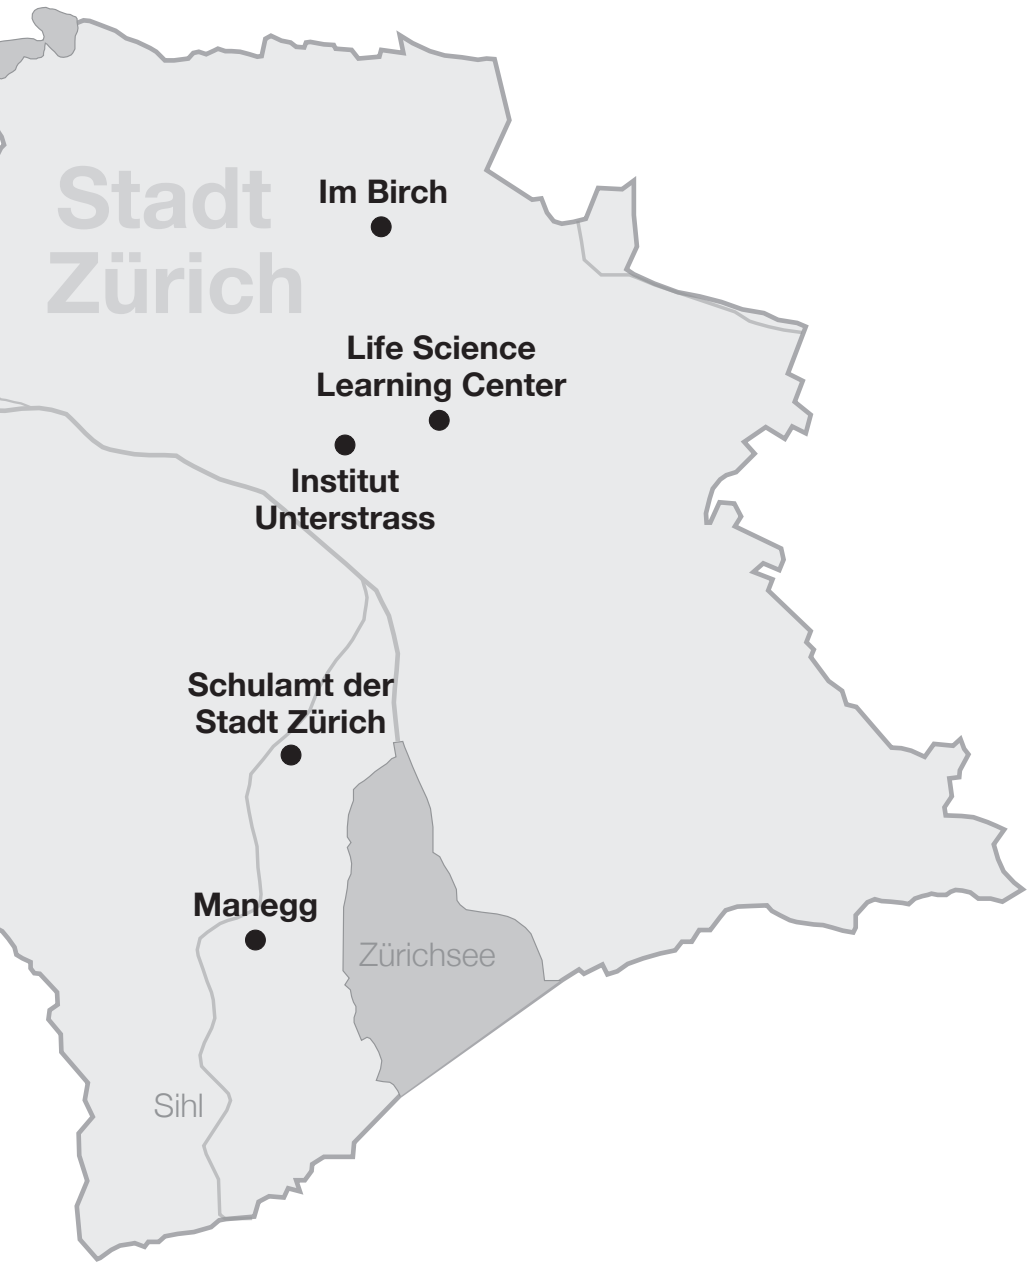 Stadt
Zürich
Im Birch
Life Science
Learning Center
Institut
Unterstrass
Schulamt der
Stadt Zürich
Manegg
Zürichsee
Sihl